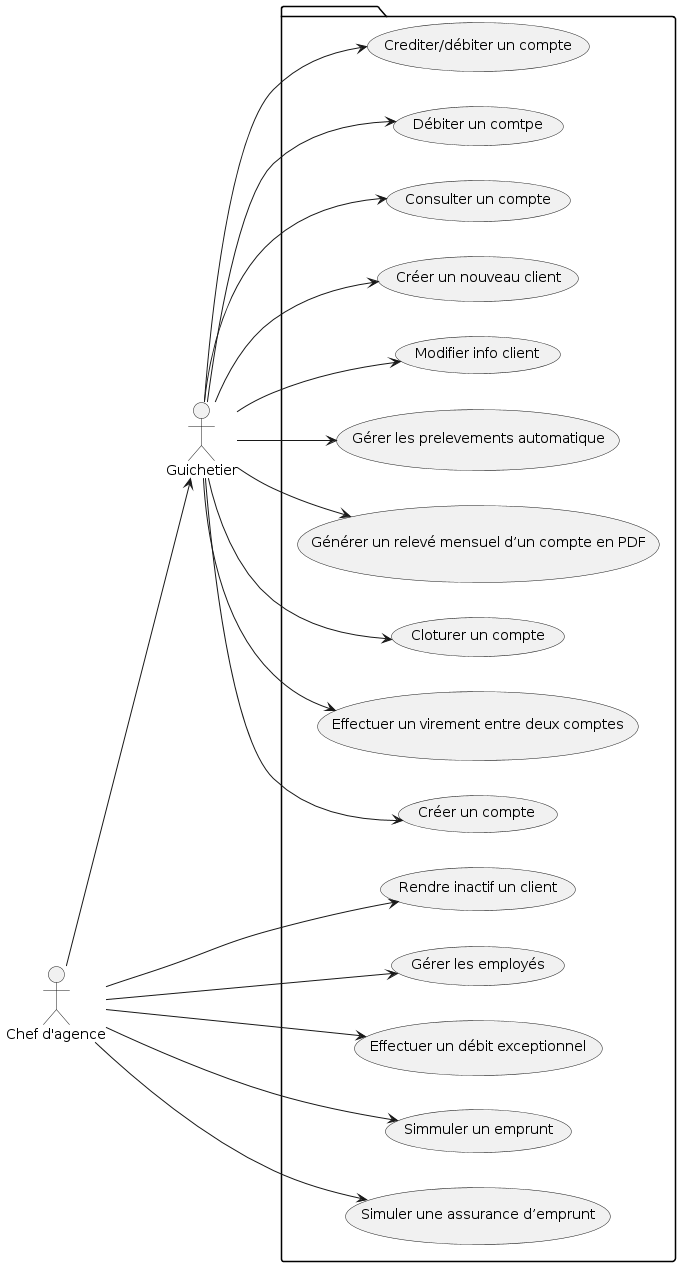 Crediter/débiter un compte
Débiter un comtpe
Consulter un compte
Créer un nouveau client
Modifier info client
Gérer les prelevements automatique
Guichetier
Générer un relevé mensuel d’un compte en PDF
Cloturer un compte
Effectuer un virement entre deux comptes
Créer un compte
Rendre inactif un client
Gérer les employés
Chef d'agence
Effectuer un débit exceptionnel
Simmuler un emprunt
Simuler une assurance d’emprunt